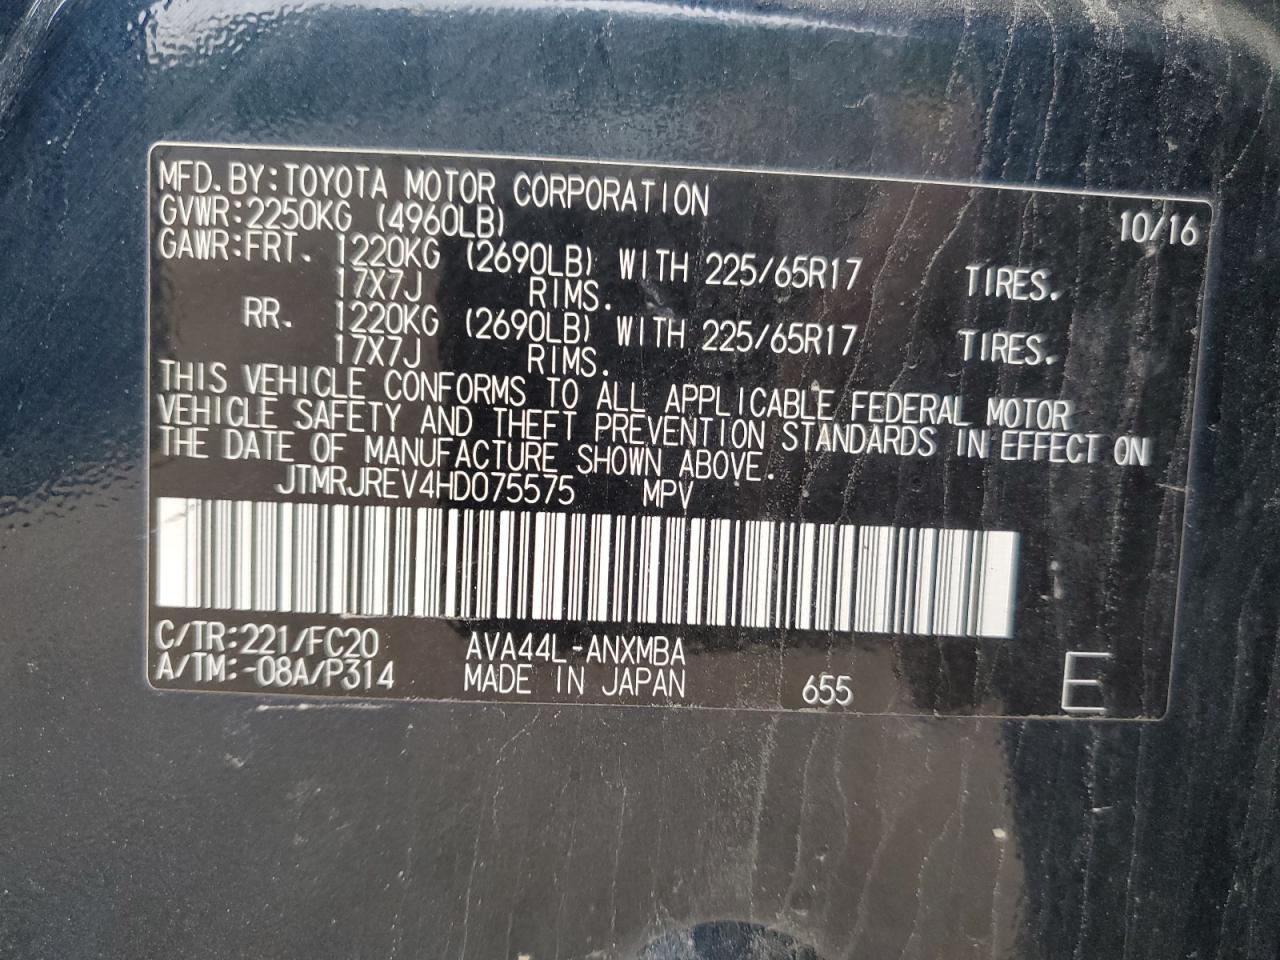 MFD. BY: TOYOTA MOTOR CORPORATION 10/16
GVWR: 2250KG (4960LB)
GAWR: FRT. 1220KG (2690LB) WITH 225/65R17 TIRES.
17X7J RIMS.
RR. 1220KG (2690LB) WITH 225/65R17 TIRES.
17X7J RIMS.
THIS VEHICLE CONFORMS TO ALL APPLICABLE FEDERAL MOTOR
VEHICLE SAFETY AND THEFT PREVENTION STANDARDS IN EFFECT ON
THE DATE OF MANUFACTURE SHOWN ABOVE.
JTMRJREV4HD075575 MPV
C/TR: 221/FC20 AVA44L-ANXMBA
A/TM: -08A/P314 MADE IN JAPAN 655 E